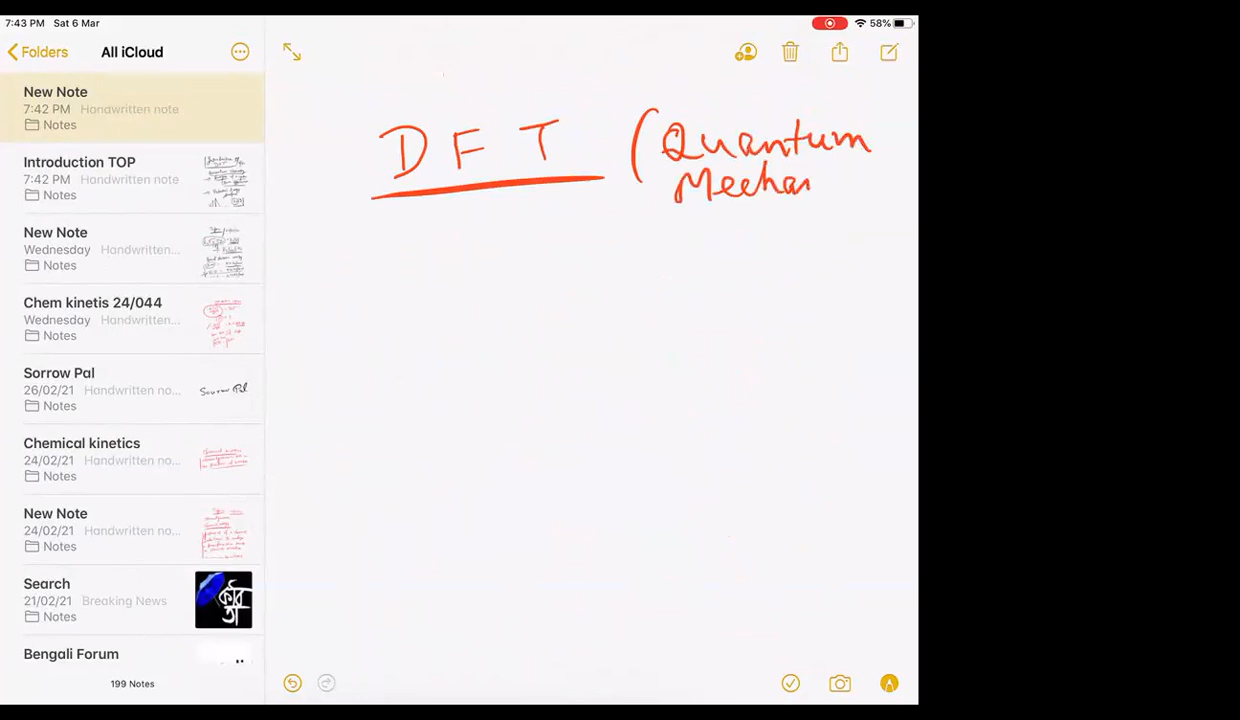 7:43 PM Sat 6 Mar
58%
Folders
All iCloud
New Note
7:42 PM Handwritten note
Notes
Introduction TOP
7:42 PM Handwritten note
Notes
New Note
Wednesday Handwritten...
Notes
Chem kinetis 24/044
Wednesday Handwritten...
Notes
Sorrow Pal
26/02/21 Handwritten no...
Notes
Sorrow Pal
Chemical kinetics
24/02/21 Handwritten no...
Notes
New Note
24/02/21 Handwritten no...
Notes
Search
21/02/21 Breaking News
Notes
Bengali Forum
199 Notes
DFT (Quantum
Mechan